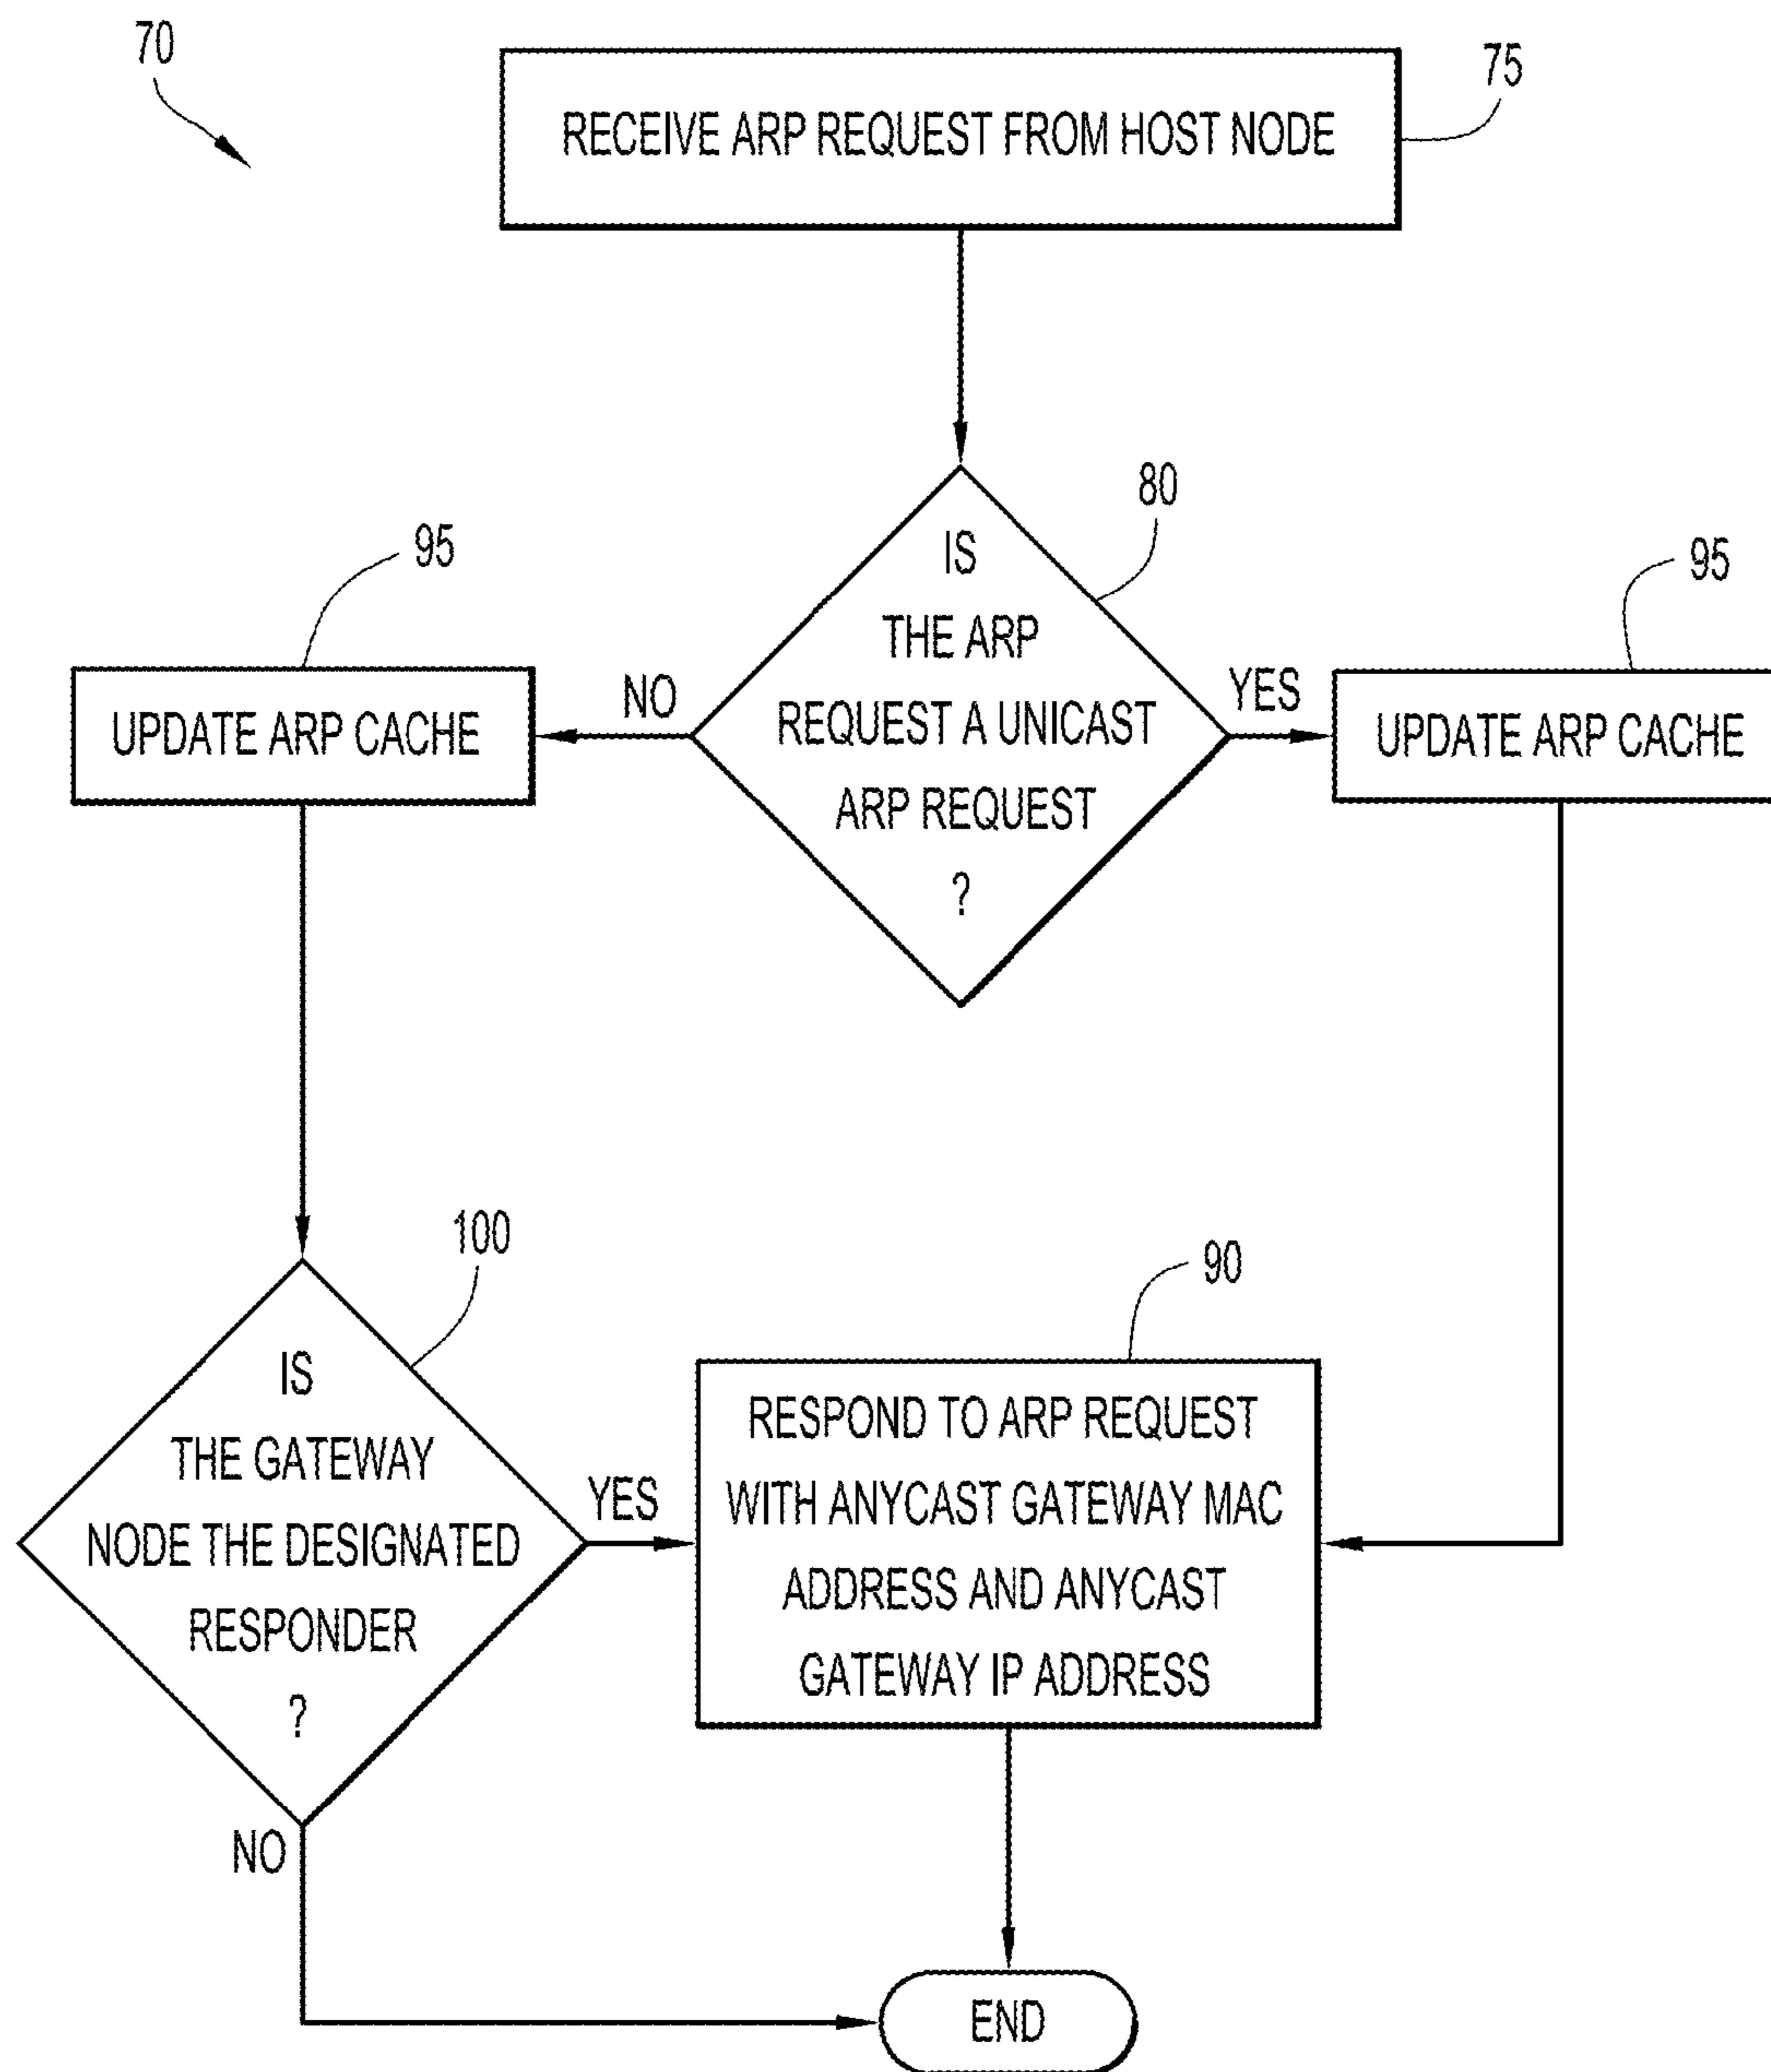 70
75
RECEIVE ARP REQUEST FROM HOST NODE
80
IS
THE ARP
REQUEST A UNICAST
ARP REQUEST
?
NO
YES
95
UPDATE ARP CACHE
95
UPDATE ARP CACHE
100
IS
THE GATEWAY
NODE THE DESIGNATED
RESPONDER
?
YES
NO
90
RESPOND TO ARP REQUEST
WITH ANYCAST GATEWAY MAC
ADDRESS AND ANYCAST
GATEWAY IP ADDRESS
END